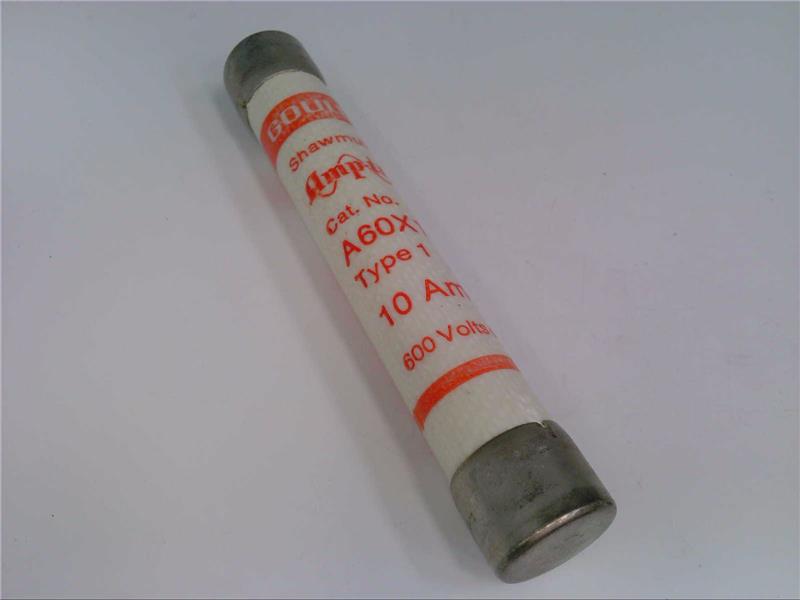 GOUL
Shawmu
Amp-
Cat. No.
A60X
Type 1
10 Am
600 Volts